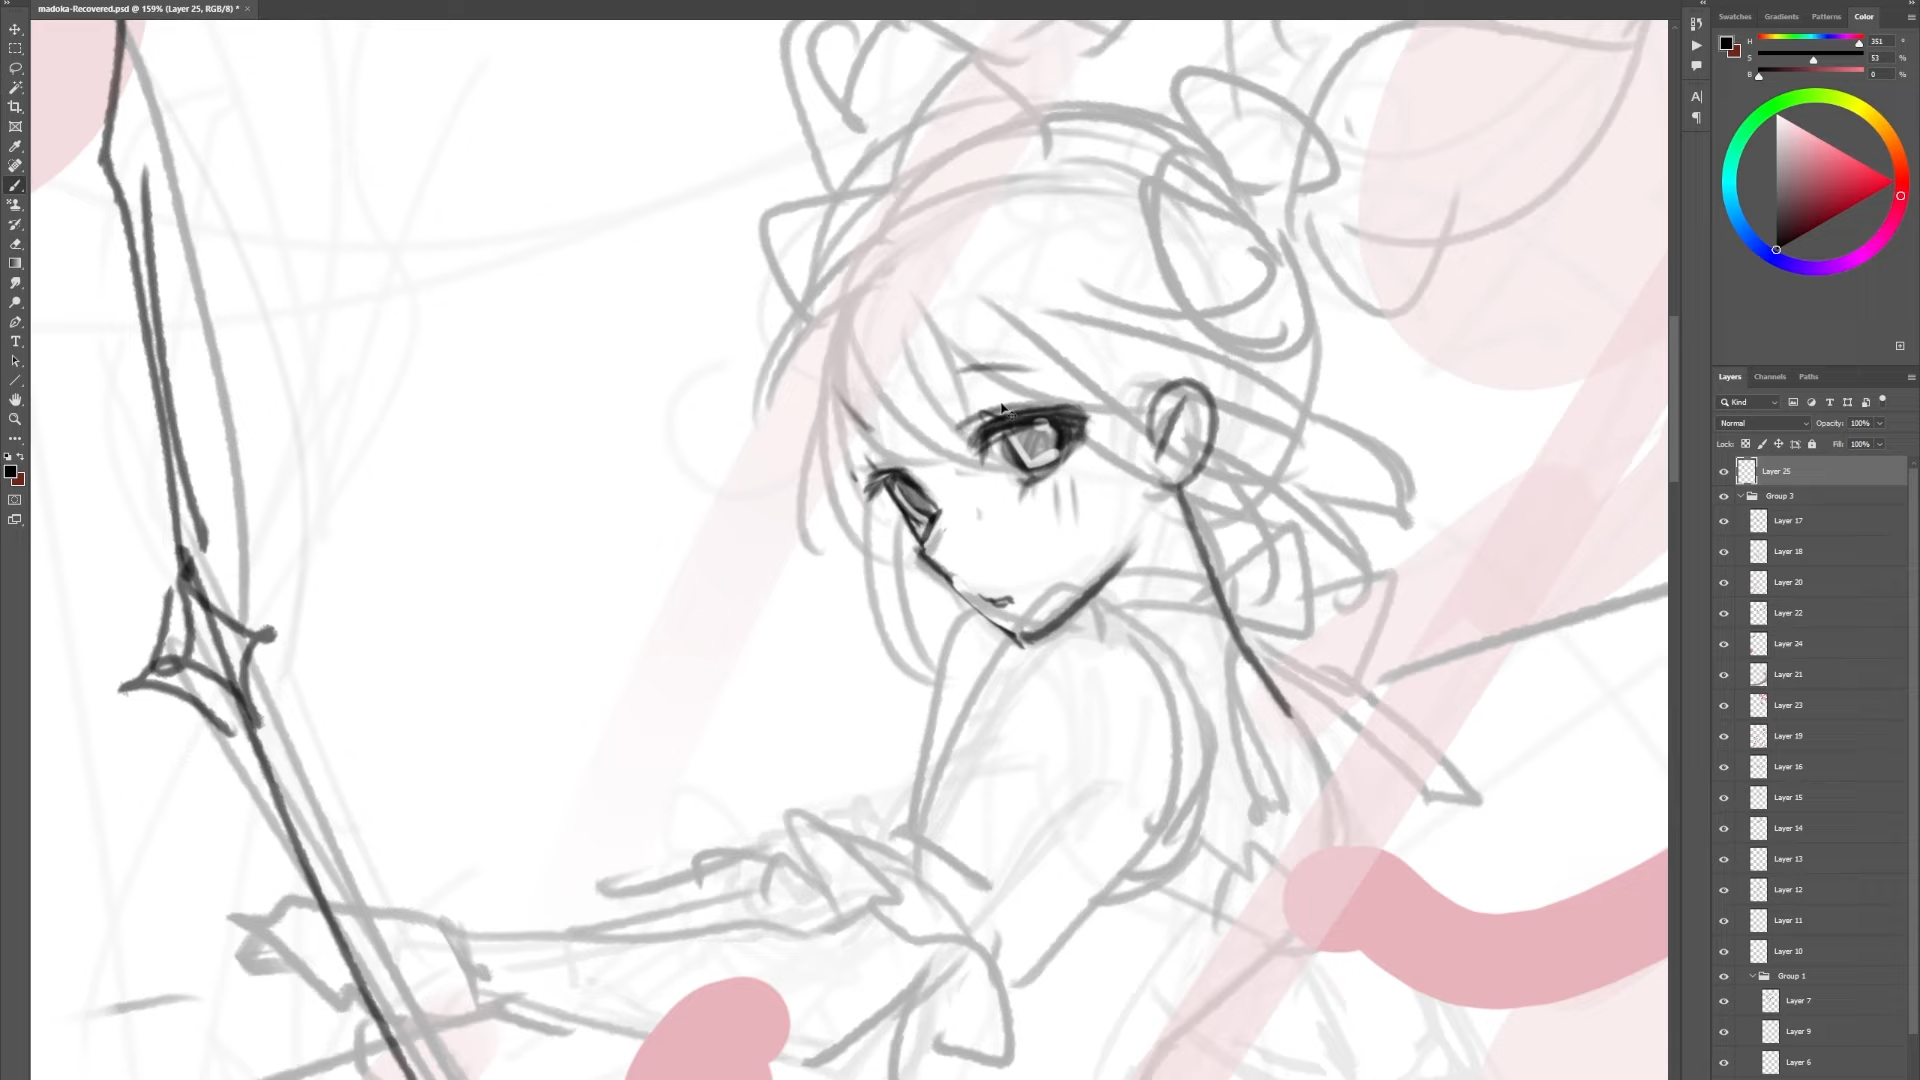 madoka-Recovered.psd @ 159% (Layer 25, RGB/8) * ×
Swatches Gradients Patterns Color
H 351 °
S 53 %
B 0 %
A|
¶
T
Layers Channels Paths
Kind
Normal Opacity: 100%
Lock: Fill: 100%
Layer 25
Group 3
Layer 17
Layer 18
Layer 20
Layer 22
Layer 24
Layer 21
Layer 23
Layer 19
Layer 16
Layer 15
Layer 14
Layer 13
Layer 12
Layer 11
Layer 10
Group 1
Layer 7
Layer 9
Layer 6